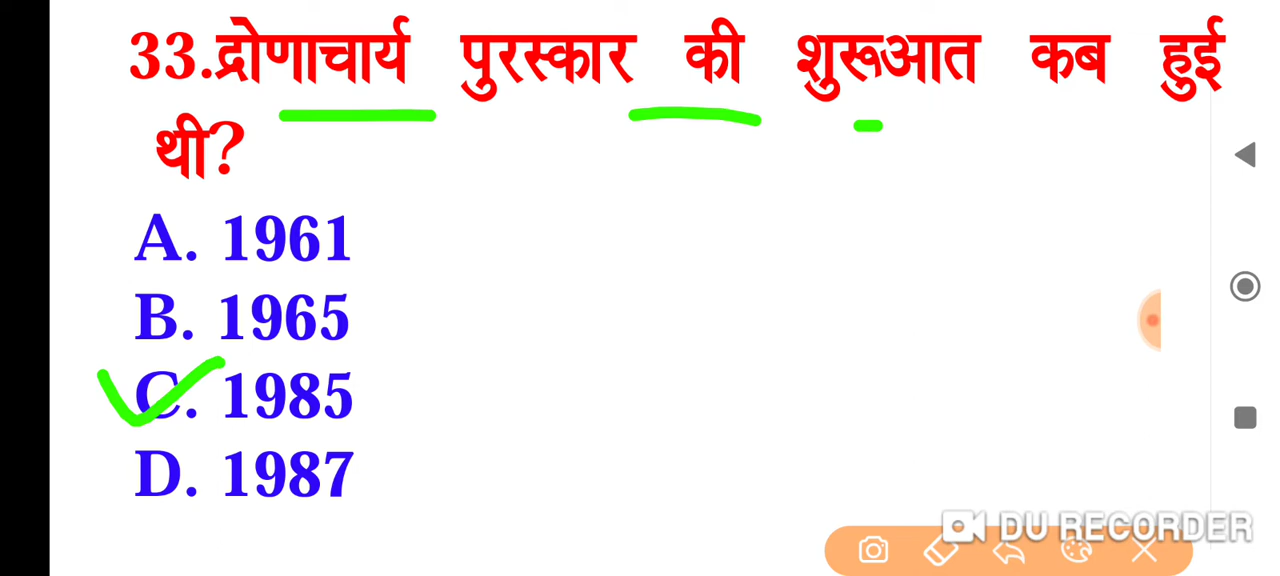 33.द्रोणाचार्य पुरस्कार की शुरूआत कब हुई
थी?
A. 1961
B. 1965
C. 1985
D. 1987
DU RECORDER